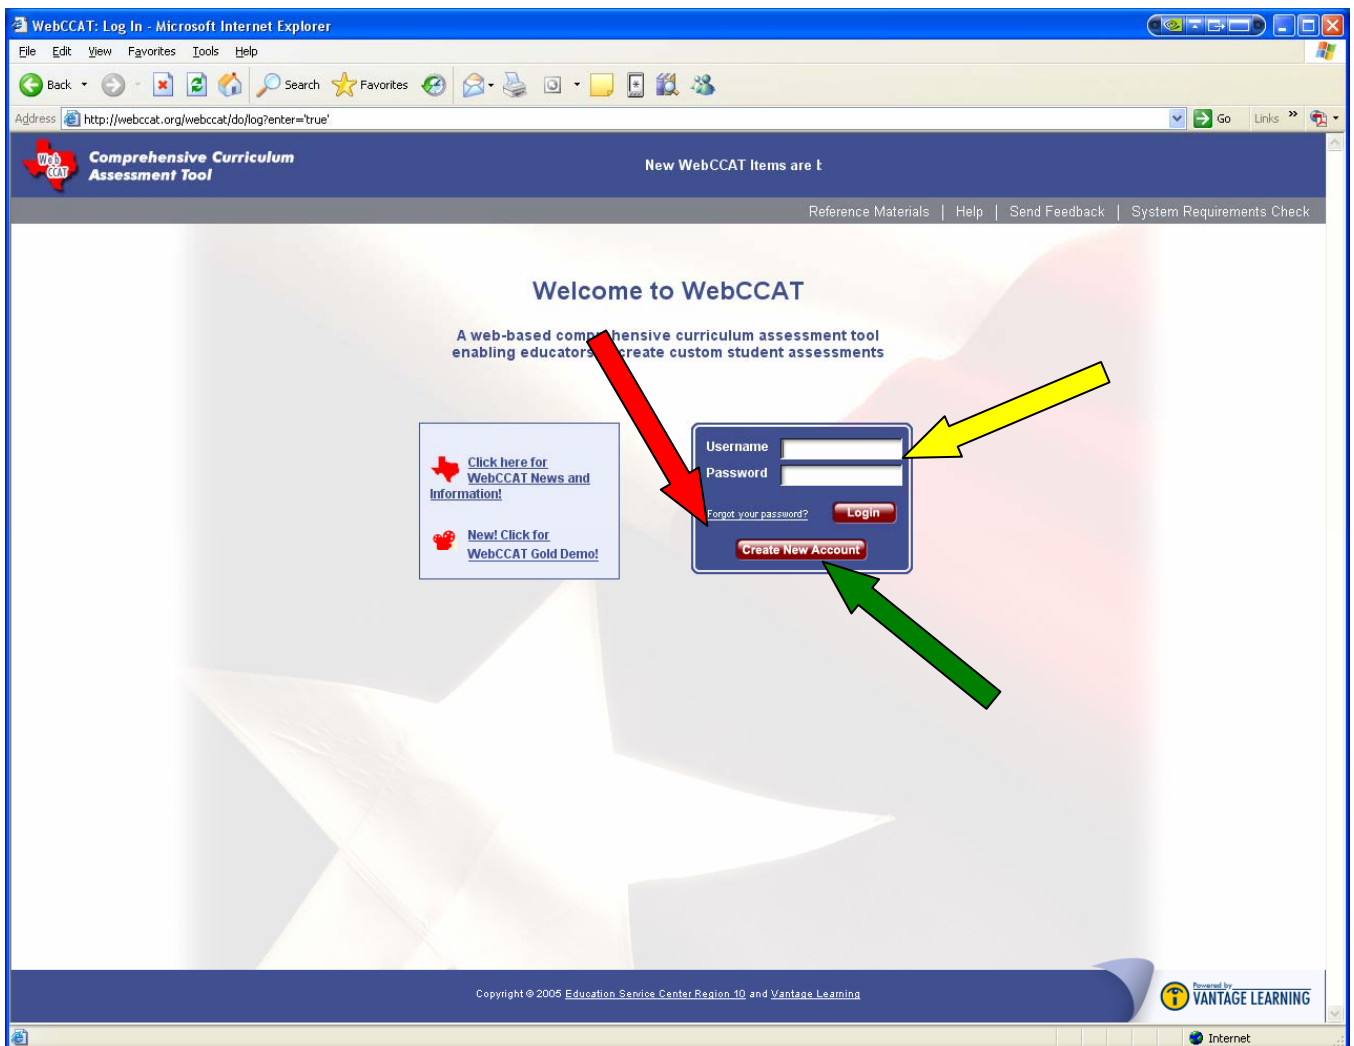 WebCCAT: Log In - Microsoft Internet Explorer
File Edit View Favorites Tools Help
Back Search Favorites
Address http://webccat.org/webccat/do/log?enter='true' Go Links »
Web CCAT
Comprehensive Curriculum
Assessment Tool
New WebCCAT Items are
Reference Materials | Help | Send Feedback | System Requirements Check
Welcome to WebCCAT
A web-based comprehensive curriculum assessment tool
enabling educators create custom student assessments
Click here for
WebCCAT News and
Information!
New! Click for
WebCCAT Gold Demo!
Username
Password
Forgot your password? Login
Create New Account
Copyright © 2005 Education Service Center Region 10 and Vantage Learning
Powered by
VANTAGE LEARNING
Internet